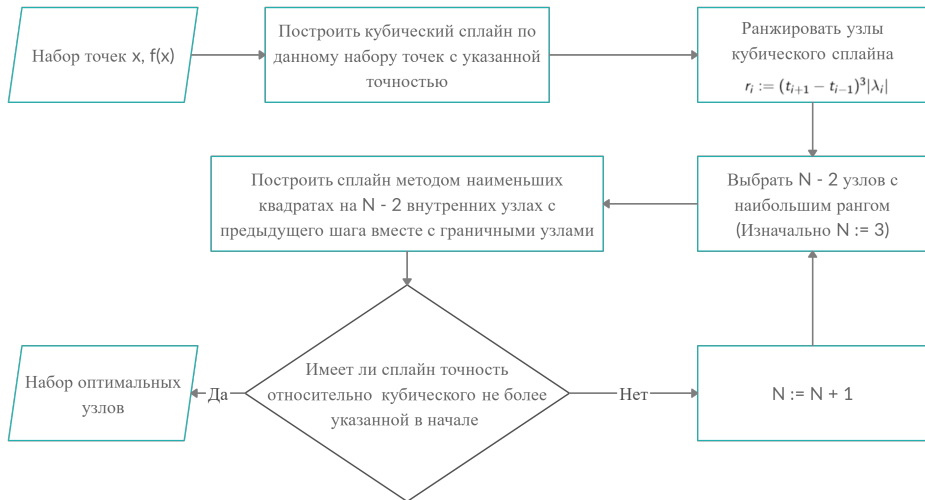 Набор точек x, f(x)
Построить кубический сплайн по
данному набору точек с указанной
точностью
Ранжировать узлы
кубического сплайна
rᵢ := (tᵢ₊₁ − tᵢ₋₁)³|λᵢ|
Выбрать N - 2 узлов с
наибольшим рангом
(Изначально N := 3)
Построить сплайн методом наименьших
квадратах на N - 2 внутренних узлах с
предыдущего шага вместе с граничными узлами
Имеет ли сплайн точность
относительно кубического не более
указанной в начале
Да
Нет
Набор оптимальных
узлов
N := N + 1